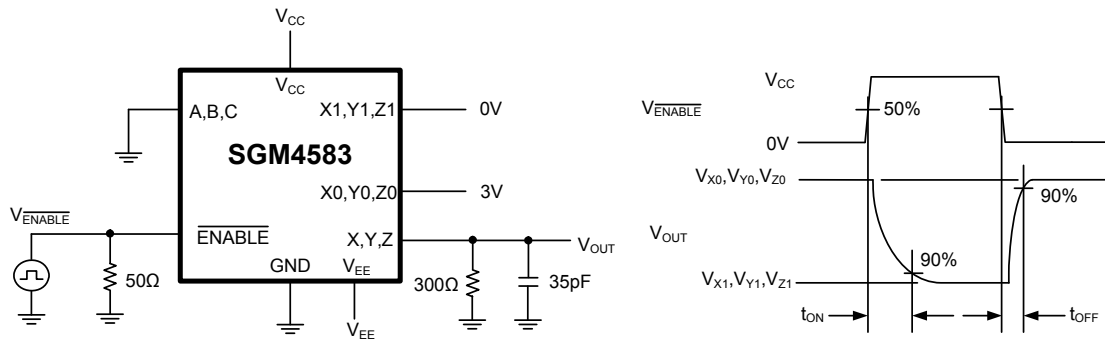 VCC
VCC
A,B,C
X1,Y1,Z1
0V
SGM4583
X0,Y0,Z0
3V
VENABLE
ENABLE
X,Y,Z
VOUT
GND
VEE
50Ω
300Ω
35pF
VEE
VCC
VENABLE
50%
0V
VX0,VY0,VZ0
90%
VOUT
90%
VX1,VY1,VZ1
tON
tOFF